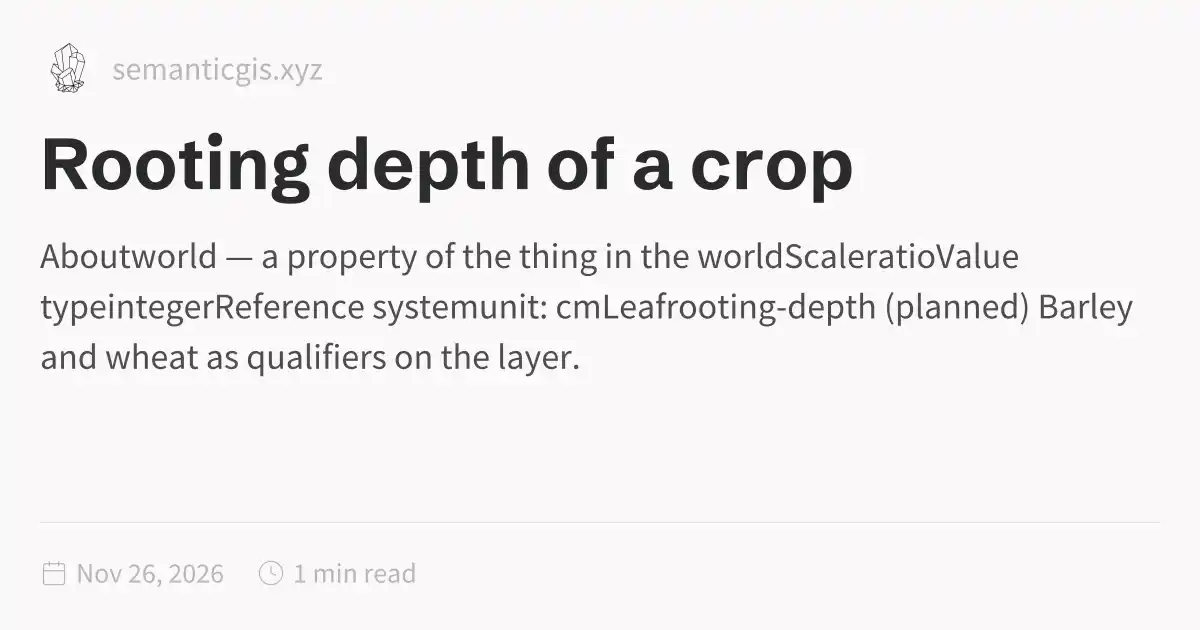 semanticgis.xyz
Rooting depth of a crop
Aboutworld — a property of the thing in the worldScaleratioValue
typeintegerReference systemunit: cmLeafrooting-depth (planned) Barley
and wheat as qualifiers on the layer.
Nov 26, 2026 1 min read